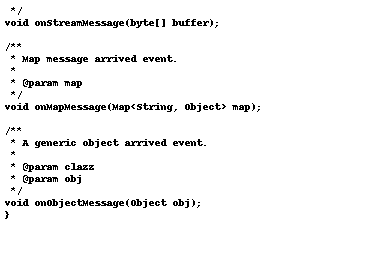 */
void onStreamMessage(byte[] buffer);

/**
 * Map message arrived event.
 *
 * @param map
 */
void onMapMessage(Map<String, Object> map);

/**
 * A generic object arrived event.
 *
 * @param clazz
 * @param obj
 */
void onObjectMessage(Object obj);
}